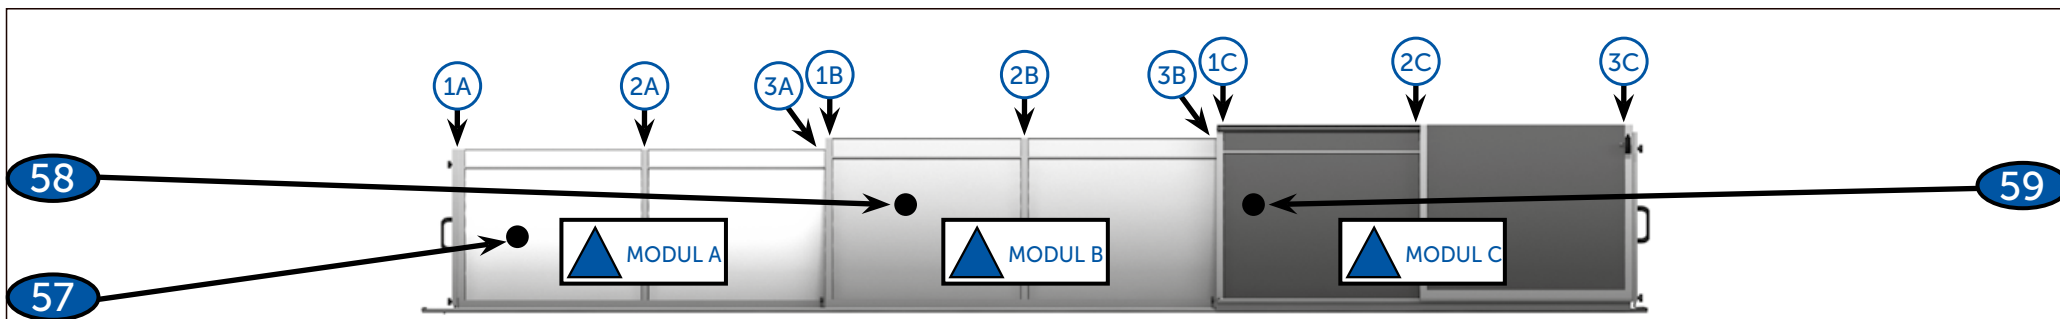 1A
2A
3A
1B
2B
3B
1C
2C
3C
58
59
57
MODUL A
MODUL B
MODUL C